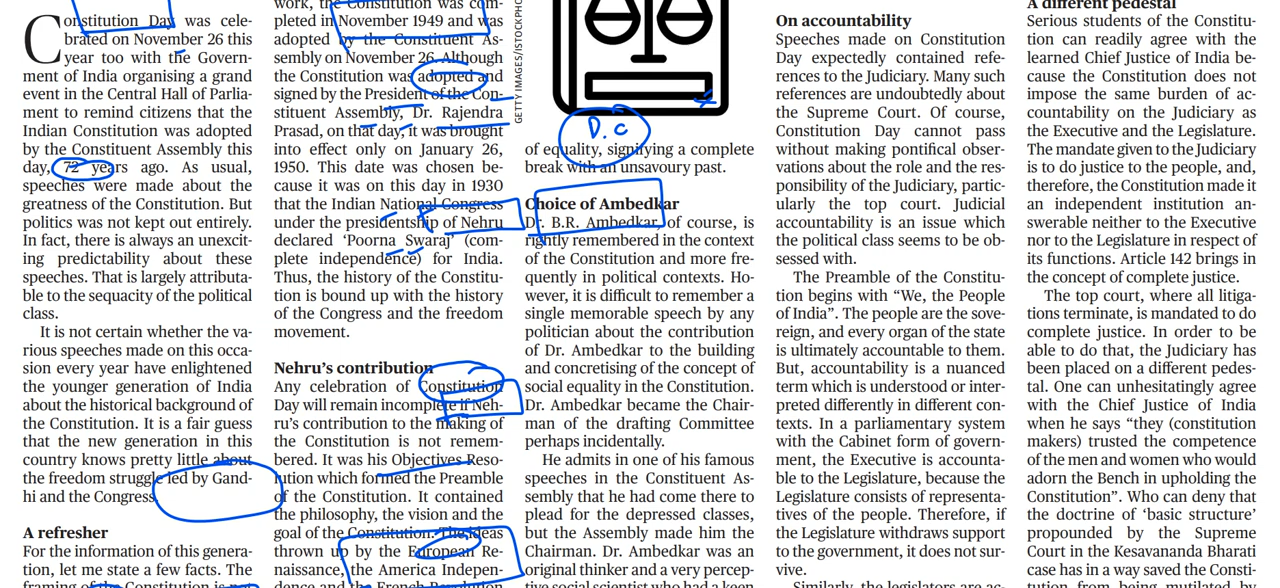 Constitution Day was cele-
brated on November 26 this
year too with the Govern-
ment of India organising a grand
event in the Central Hall of Parlia-
ment to remind citizens that the
Indian Constitution was adopted
by the Constituent Assembly this
day, 72 years ago. As usual,
speeches were made about the
greatness of the Constitution. But
politics was not kept out entirely.
In fact, there is always an unexcit-
ing predictability about these
speeches. That is largely attributa-
ble to the sequacity of the political
class.
It is not certain whether the va-
rious speeches made on this occa-
sion every year have enlightened
the younger generation of India
about the historical background of
the Constitution. It is a fair guess
that the new generation in this
country knows pretty little about
the freedom struggle led by Gand-
hi and the Congress.
A refresher
For the information of this genera-
tion, let me state a few facts. The
framing of the Constitution is not
work, the Constitution was com-
pleted in November 1949 and was
adopted by the Constituent As-
sembly on November 26. Although
the Constitution was adopted and
signed by the President of the Con-
stituent Assembly, Dr. Rajendra
Prasad, on that day, it was brought
into effect only on January 26,
1950. This date was chosen be-
cause it was on this day in 1930
that the Indian National Congress
under the presidentship of Nehru
declared ‘Poorna Swaraj’ (com-
plete independence) for India.
Thus, the history of the Constitu-
tion is bound up with the history
of the Congress and the freedom
movement.
Nehru’s contribution
Any celebration of Constitution
Day will remain incomplete if Neh-
ru’s contribution to the making of
the Constitution is not remem-
bered. It was his Objectives Reso-
lution which formed the Preamble
of the Constitution. It contained
the philosophy, the vision and the
goal of the Constitution. The ideas
thrown up by the European Re-
naissance, the America Indepen-
dence and the French Revolution
GETTY IMAGES/ISTOCKPHO
D.C
of equality, signifying a complete
break with an unsavoury past.
Choice of Ambedkar
Dr. B.R. Ambedkar of course, is
rightly remembered in the context
of the Constitution and more fre-
quently in political contexts. Ho-
wever, it is difficult to remember a
single memorable speech by any
politician about the contribution
of Dr. Ambedkar to the building
and concretising of the concept of
social equality in the Constitution.
Dr. Ambedkar became the Chair-
man of the drafting Committee
perhaps incidentally.
He admits in one of his famous
speeches in the Constituent As-
sembly that he had come there to
plead for the depressed classes,
but the Assembly made him the
Chairman. Dr. Ambedkar was an
original thinker and a very percep-
tive social scientist who had a keen
On accountability
Speeches made on Constitution
Day expectedly contained refe-
rences to the Judiciary. Many such
references are undoubtedly about
the Supreme Court. Of course,
Constitution Day cannot pass
without making pontifical obser-
vations about the role and the res-
ponsibility of the Judiciary, partic-
ularly the top court. Judicial
accountability is an issue which
the political class seems to be ob-
sessed with.
The Preamble of the Constitu-
tion begins with “We, the People
of India”. The people are the sove-
reign, and every organ of the state
is ultimately accountable to them.
But, accountability is a nuanced
term which is understood or inter-
preted differently in different con-
texts. In a parliamentary system
with the Cabinet form of govern-
ment, the Executive is accounta-
ble to the Legislature, because the
Legislature consists of representa-
tives of the people. Therefore, if
the Legislature withdraws support
to the government, it does not sur-
vive.
Similarly, the legislators are ac-
A different pedestal
Serious students of the Constitu-
tion can readily agree with the
learned Chief Justice of India be-
cause the Constitution does not
impose the same burden of ac-
countability on the Judiciary as
the Executive and the Legislature.
The mandate given to the Judiciary
is to do justice to the people, and,
therefore, the Constitution made it
an independent institution an-
swerable neither to the Executive
nor to the Legislature in respect of
its functions. Article 142 brings in
the concept of complete justice.
The top court, where all litiga-
tions terminate, is mandated to do
complete justice. In order to be
able to do that, the Judiciary has
been placed on a different pedes-
tal. One can unhesitatingly agree
with the Chief Justice of India
when he says “they (constitution
makers) trusted the competence
of the men and women who would
adorn the Bench in upholding the
Constitution”. Who can deny that
the doctrine of ‘basic structure’
propounded by the Supreme
Court in the Kesavananda Bharati
case has in a way saved the Consti-
tution from being mutilated by